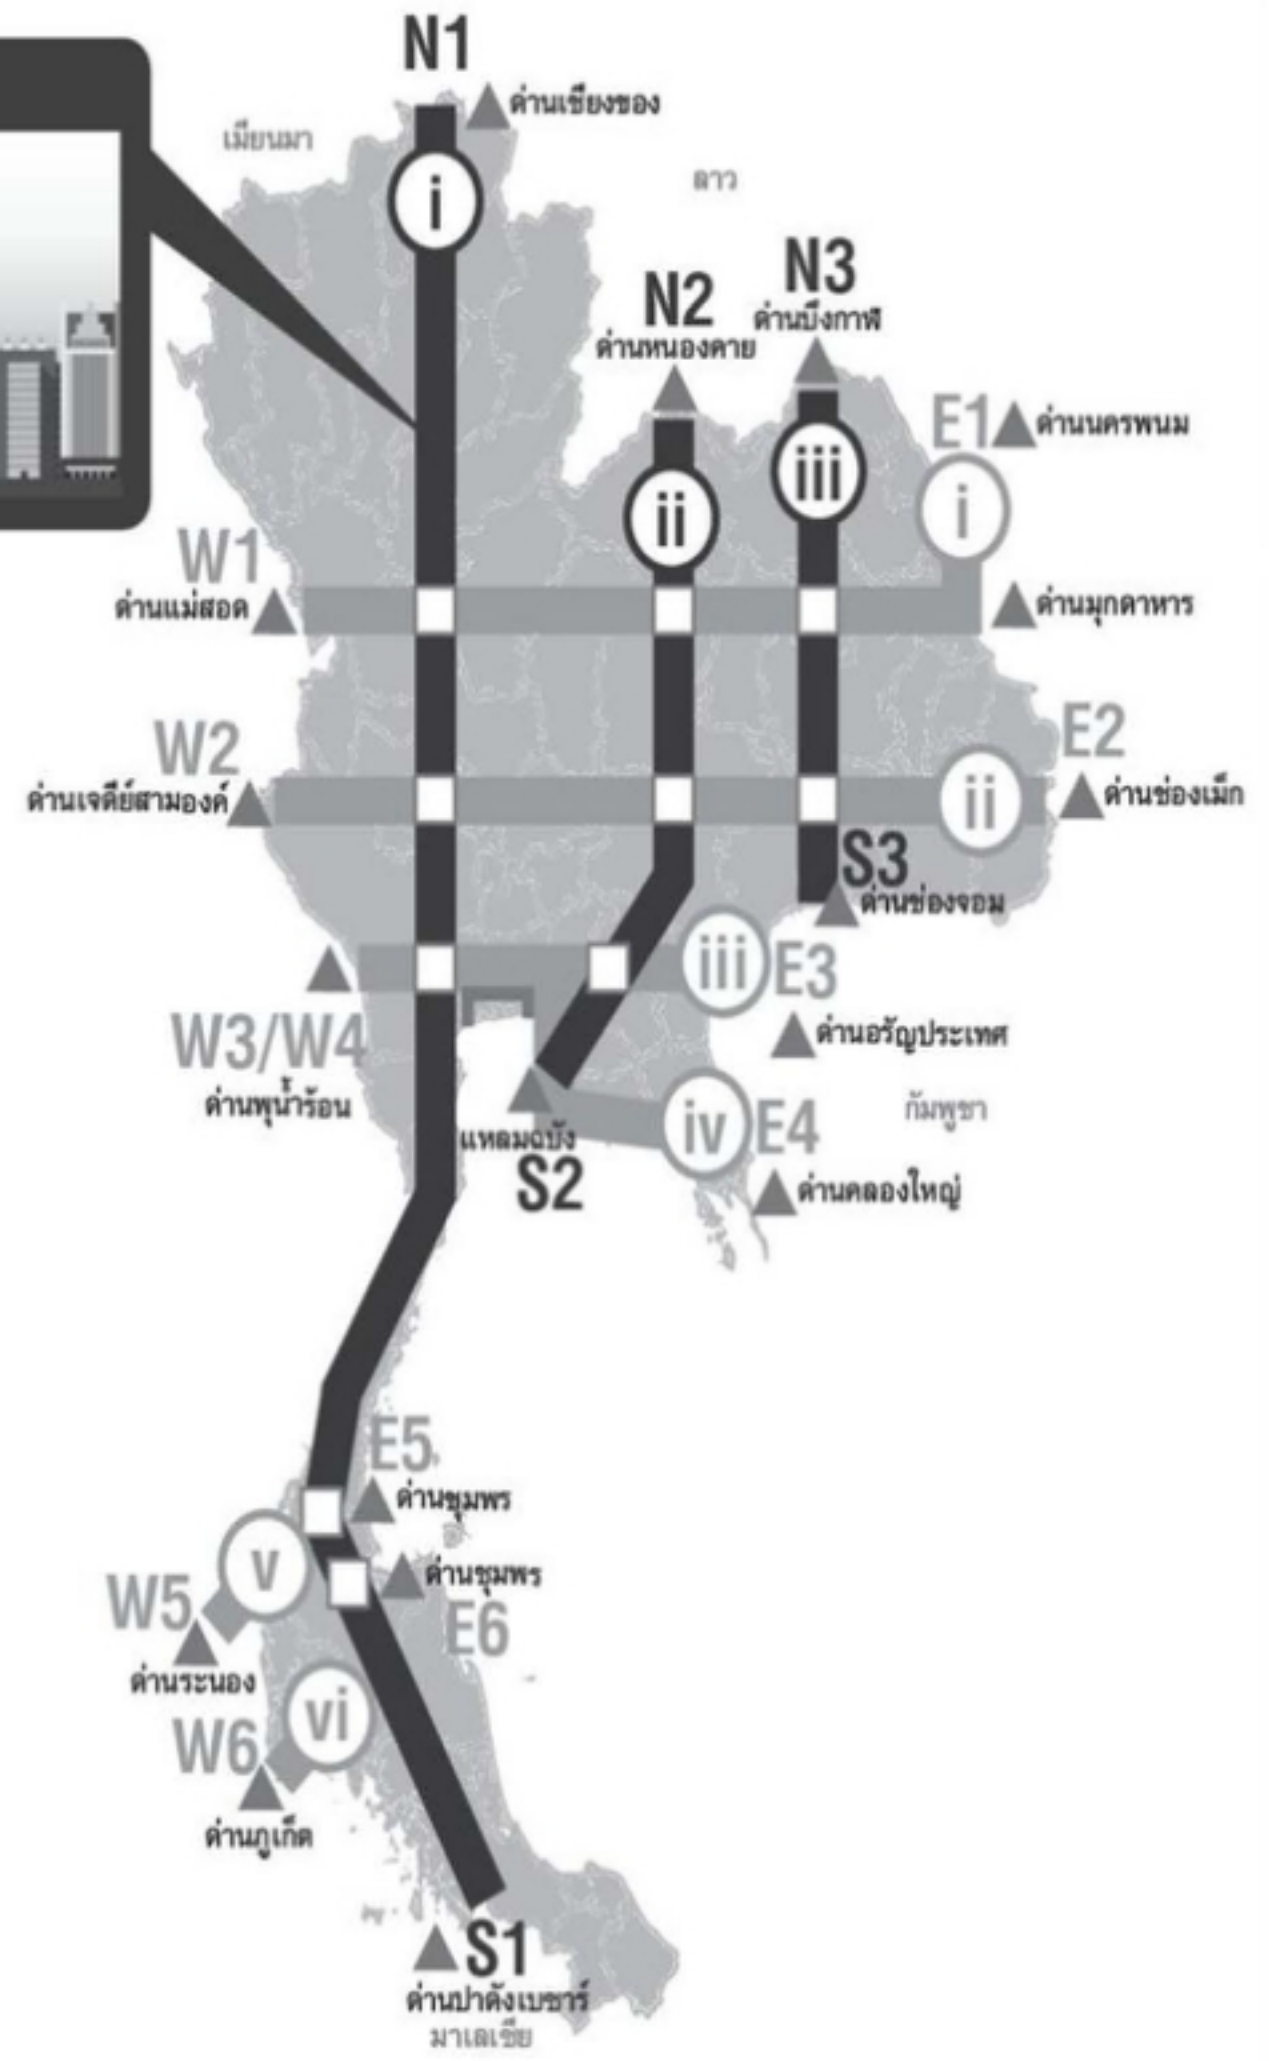 N1
ด่านเชียงของ
เมียนมา
i
ลาว
N3
ด่านบึงกาฬ
N2
ด่านหนองคาย
E1
ด่านนครพนม
iii
ii
i
W1
ด่านแม่สอด
ด่านมุกดาหาร
W2
ด่านเจดีย์สามองค์
E2
ด่านช่องเม็ก
ii
S3
ด่านช่องจอม
iii
E3
W3/W4
ด่านพุน้ำร้อน
ด่านอรัญประเทศ
กัมพูชา
iv
E4
แหลมฉบัง
S2
ด่านคลองใหญ่
E5
ด่านชุมพร
v
ด่านชุมพร
E6
W5
ด่านระนอง
vi
W6
ด่านภูเก็ต
S1
ด่านปาดังเบซาร์
มาเลเซีย